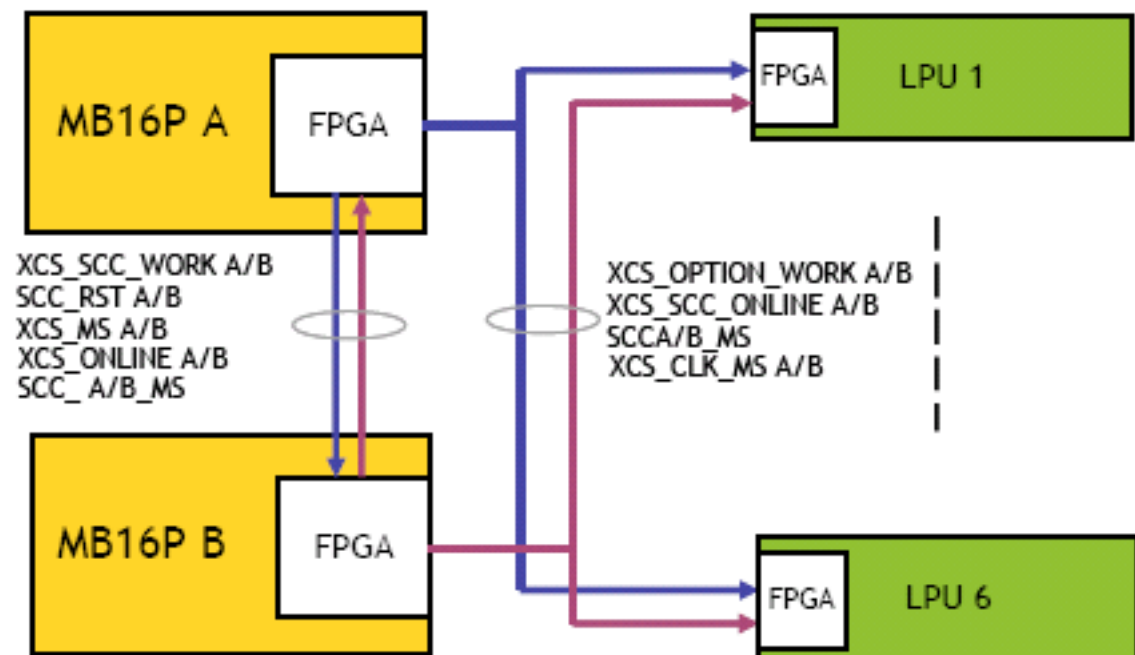 MB16P A
FPGA
FPGA
LPU 1
XCS_SCC_WORK A/B
SCC_RST A/B
XCS_MS A/B
XCS_ONLINE A/B
SCC_ A/B_MS
XCS_OPTION_WORK A/B
XCS_SCC_ONLINE A/B
SCCA/B_MS
XCS_CLK_MS A/B
MB16P B
FPGA
FPGA
LPU 6